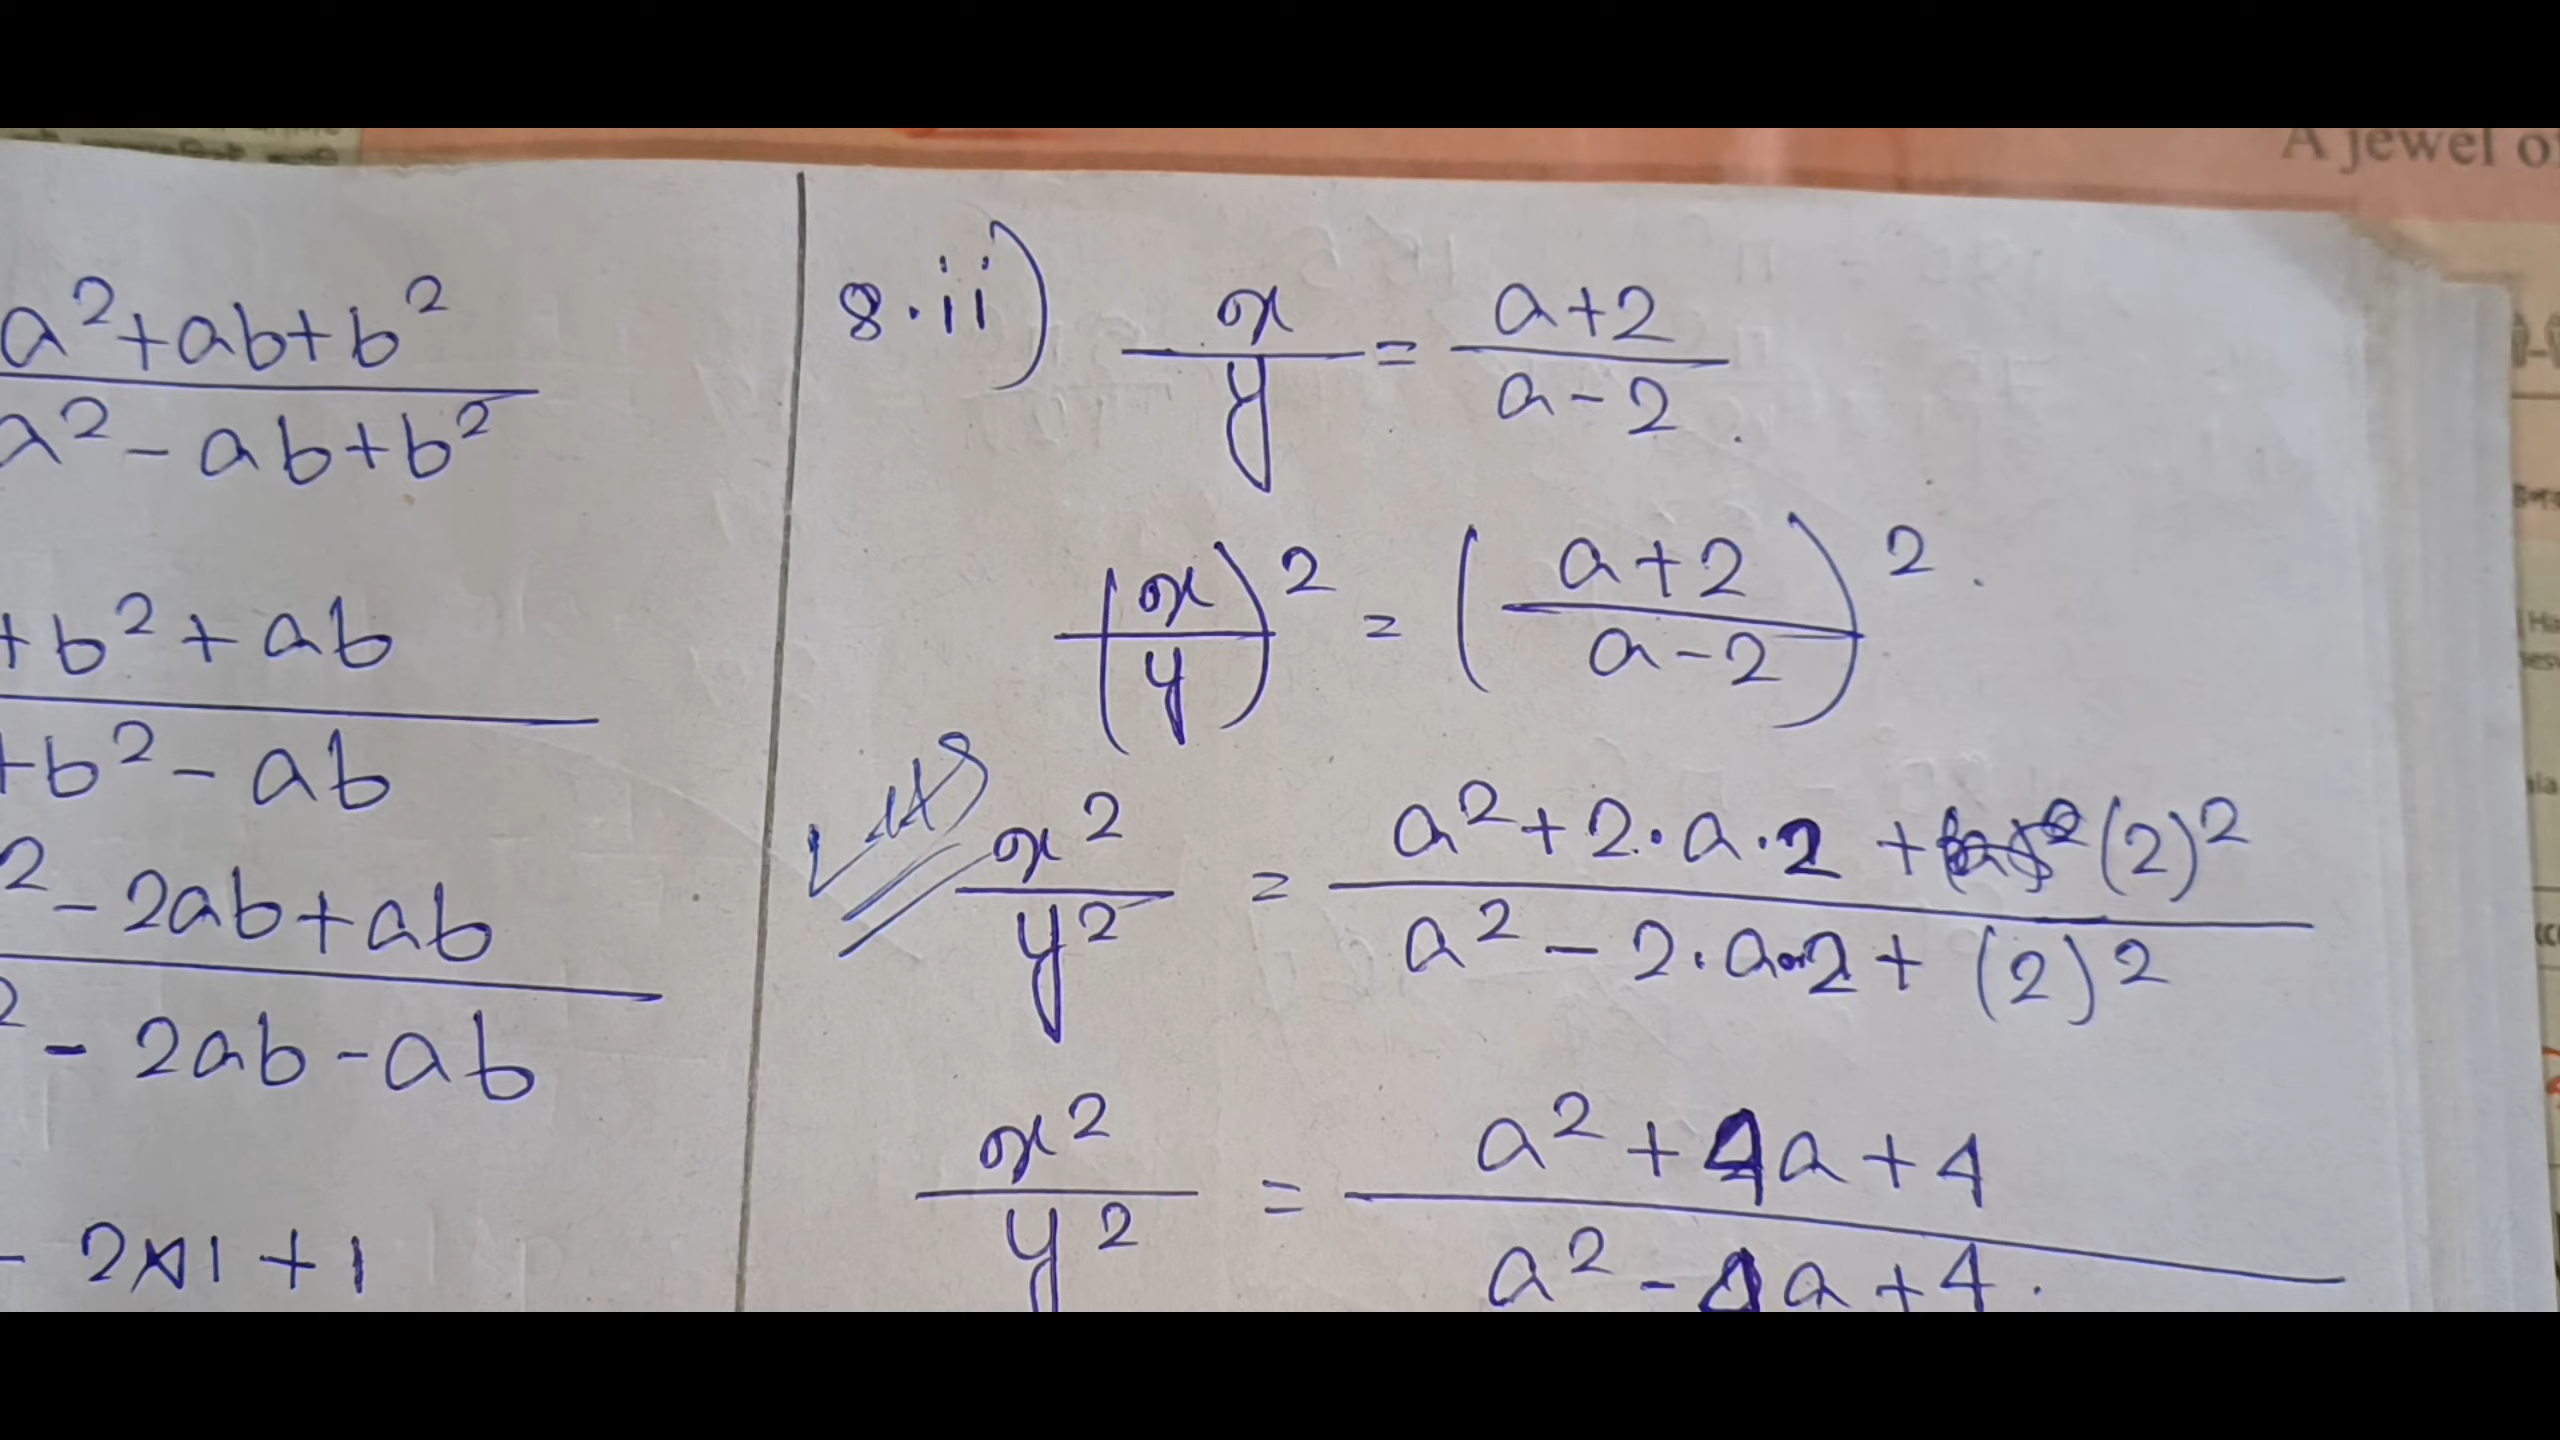 A jewel of
a²+ab+b²
a²-ab+b²
+b²+ab
+b²-ab
²-2ab+ab
²-2ab-ab
-2×1+1
8.ii) x/y = a+2/a-2
(x/y)² = (a+2/a-2)².
x²/y² = a²+2.a.2+(2)²/a²-2.a.2+(2)²
x²/y² = a²+4a+4/a²-4a+4.